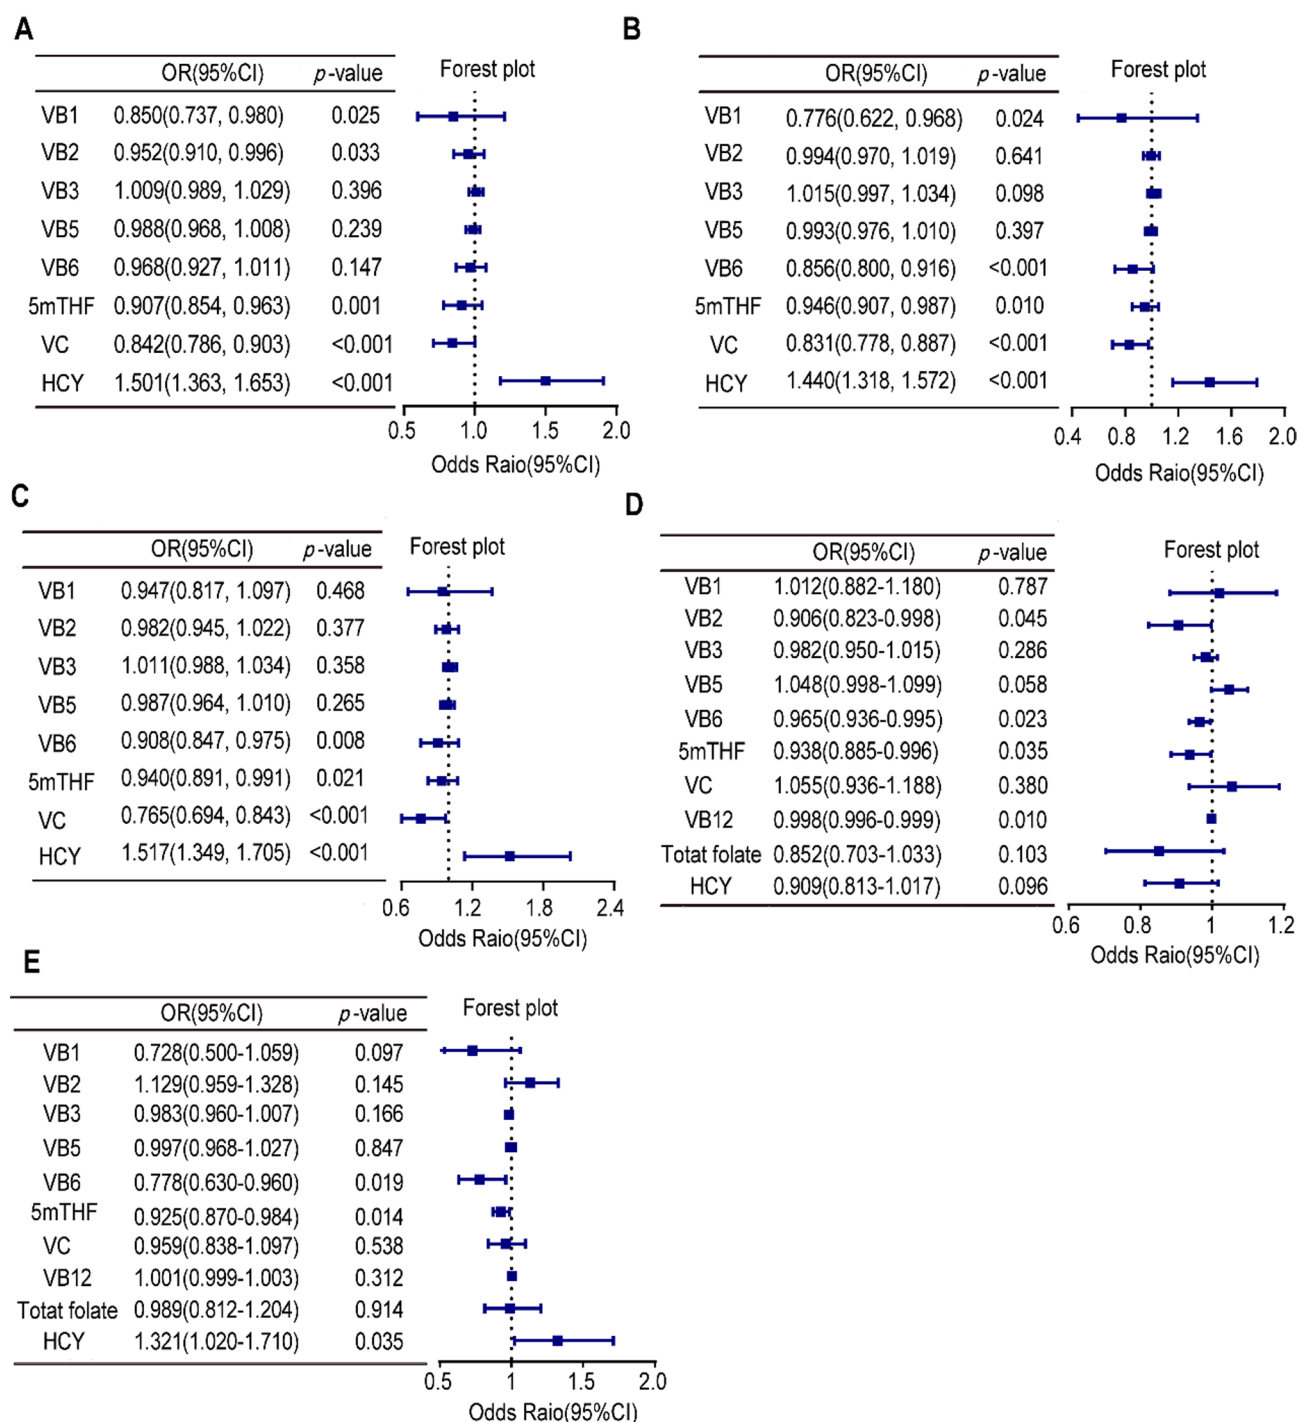 A
OR(95%CI) p-value Forest plot
VB1 0.850(0.737, 0.980) 0.025
VB2 0.952(0.910, 0.996) 0.033
VB3 1.009(0.989, 1.029) 0.396
VB5 0.988(0.968, 1.008) 0.239
VB6 0.968(0.927, 1.011) 0.147
5mTHF 0.907(0.854, 0.963) 0.001
VC 0.842(0.786, 0.903) <0.001
HCY 1.501(1.363, 1.653) <0.001
0.5 1.0 1.5 2.0
Odds Raio(95%CI)
B
OR(95%CI) p-value Forest plot
VB1 0.776(0.622, 0.968) 0.024
VB2 0.994(0.970, 1.019) 0.641
VB3 1.015(0.997, 1.034) 0.098
VB5 0.993(0.976, 1.010) 0.397
VB6 0.856(0.800, 0.916) <0.001
5mTHF 0.946(0.907, 0.987) 0.010
VC 0.831(0.778, 0.887) <0.001
HCY 1.440(1.318, 1.572) <0.001
0.4 0.8 1.2 1.6 2.0
Odds Raio(95%CI)
C
OR(95%CI) p-value Forest plot
VB1 0.947(0.817, 1.097) 0.468
VB2 0.982(0.945, 1.022) 0.377
VB3 1.011(0.988, 1.034) 0.358
VB5 0.987(0.964, 1.010) 0.265
VB6 0.908(0.847, 0.975) 0.008
5mTHF 0.940(0.891, 0.991) 0.021
VC 0.765(0.694, 0.843) <0.001
HCY 1.517(1.349, 1.705) <0.001
0.6 1.2 1.8 2.4
Odds Raio(95%CI)
D
OR(95%CI) p-value Forest plot
VB1 1.012(0.882-1.180) 0.787
VB2 0.906(0.823-0.998) 0.045
VB3 0.982(0.950-1.015) 0.286
VB5 1.048(0.998-1.099) 0.058
VB6 0.965(0.936-0.995) 0.023
5mTHF 0.938(0.885-0.996) 0.035
VC 1.055(0.936-1.188) 0.380
VB12 0.998(0.996-0.999) 0.010
Totat folate 0.852(0.703-1.033) 0.103
HCY 0.909(0.813-1.017) 0.096
0.6 0.8 1 1.2
Odds Raio(95%CI)
E
OR(95%CI) p-value Forest plot
VB1 0.728(0.500-1.059) 0.097
VB2 1.129(0.959-1.328) 0.145
VB3 0.983(0.960-1.007) 0.166
VB5 0.997(0.968-1.027) 0.847
VB6 0.778(0.630-0.960) 0.019
5mTHF 0.925(0.870-0.984) 0.014
VC 0.959(0.838-1.097) 0.538
VB12 1.001(0.999-1.003) 0.312
Totat folate 0.989(0.812-1.204) 0.914
HCY 1.321(1.020-1.710) 0.035
0.5 1 1.5 2.0
Odds Raio(95%CI)